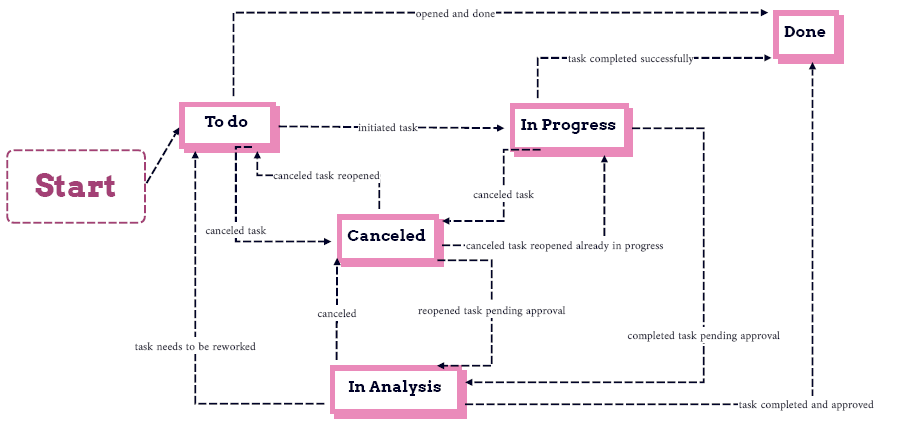 opened and done
Done
task completed successfully
To do
initiated task
In Progress
Start
canceled task reopened
canceled task
canceled task
Canceled
canceled task reopened already in progress
canceled
reopened task pending approval
completed task pending approval
task needs to be reworked
In Analysis
task completed and approved